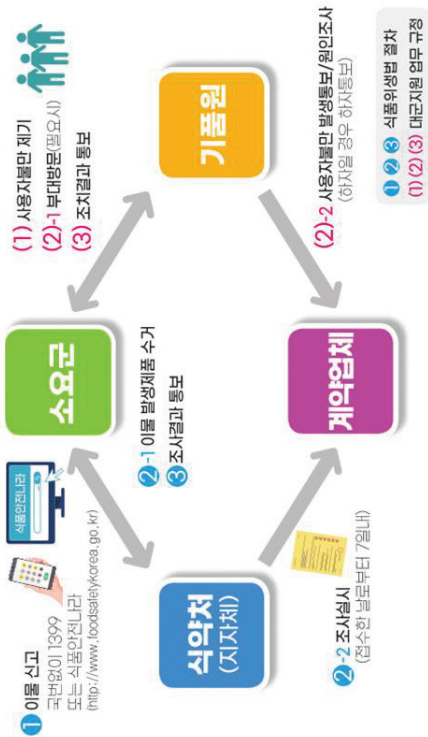 ❶ 이물 신고
국번없이 1399
또는 식품안전나라
(http://www.foodsafetykorea.go.kr)
식품안전나라
소요군
(1) 사용자불만 제기
(2)-1 부대방문(필요시)
(3) 조치결과 통보
식약처
(지자체)
❷-1 이물 발생제품 수거
❸ 조사결과 통보
기품원
❷-2 조사실시
(접수한 날로부터 7일내)
계약업체
(2)-2 사용자불만 발생통보/원인조사
(하자일 경우 하자통보)
❶ ❷ ❸ 식품위생법 절차
(1) (2) (3) 대군지원 업무 규정